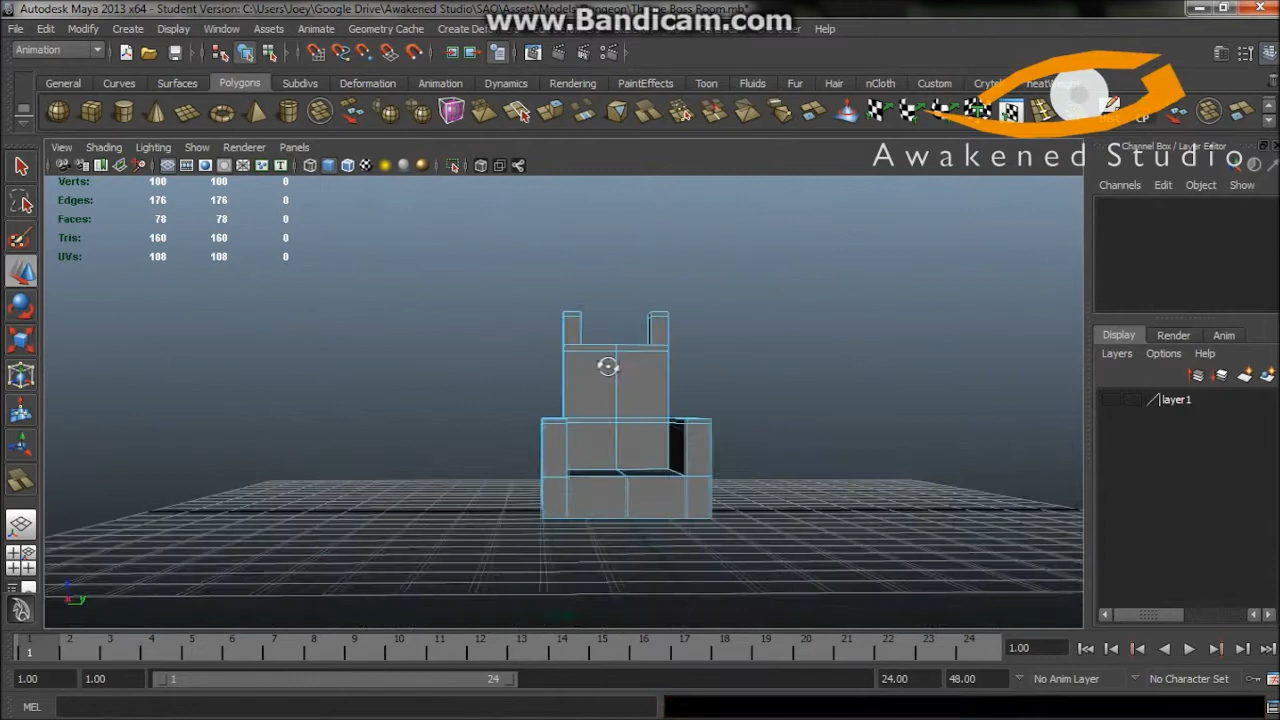 Autodesk Maya 2013 x64 - Student Version: C:\Users\Joey\Google Drive\Awakened Studio\SAO\Assets\Models\Dungeon\Throne Boss Room.mb*
www.Bandicam.com
File Edit Modify Create Display Window Assets Animate Geometry Cache Create De Help
Animation
General Curves Surfaces Polygons Subdivs Deformation Animation Dynamics Rendering PaintEffects Toon Fluids Fur Hair nCloth Custom
Hist CP
Awakened Studio
View Shading Lighting Show Renderer Panels
Channel Box / Layer Editor
Channels Edit Object Show
Verts: 100 100 0
Edges: 176 176 0
Faces: 78 78 0
Tris: 160 160 0
UVs: 108 108 0
Display Render Anim
Layers Options Help
layer1
y
1 2 3 4 5 6 7 8 9 10 11 12 13 14 15 16 17 18 19 20 21 22 23 24
1
1.00
1.00 1.00 1 24 24.00 48.00 No Anim Layer No Character Set
MEL